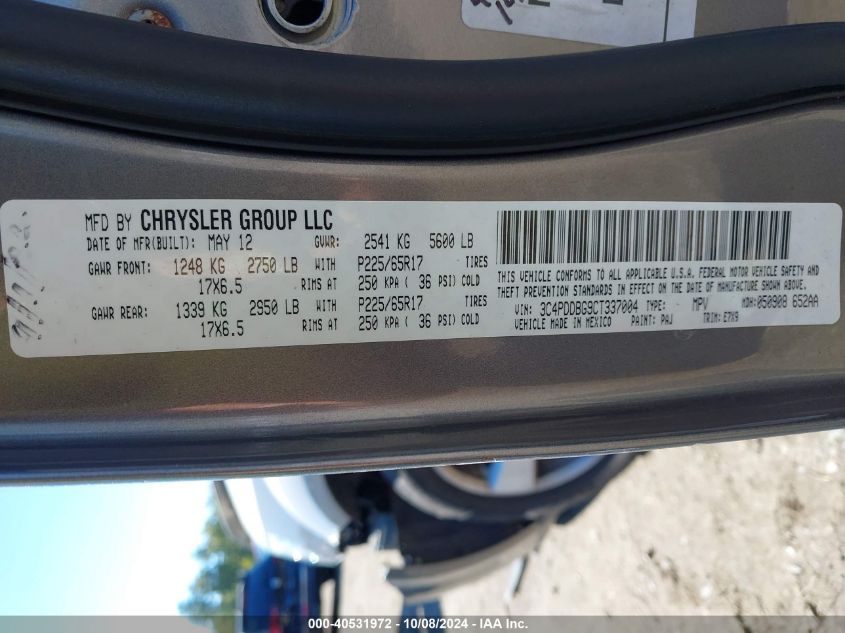 MFD BY CHRYSLER GROUP LLC
DATE OF MFR(BUILT): MAY 12 GVWR: 2541 KG 5600 LB
GAWR FRONT: 1248 KG 2750 LB WITH P225/65R17 TIRES
17X6.5 RIMS AT 250 KPA ( 36 PSI) COLD
GAWR REAR: 1339 KG 2950 LB WITH P225/65R17 TIRES
17X6.5 RIMS AT 250 KPA ( 36 PSI) COLD
THIS VEHICLE CONFORMS TO ALL APPLICABLE U.S.A. FEDERAL MOTOR VEHICLE SAFETY AND
THEFT PREVENTION STANDARDS IN EFFECT ON THE DATE OF MANUFACTURE SHOWN ABOVE.
VIN: 3C4PDDBG9CT337004 TYPE: MPV MDH:050908 652AA
VEHICLE MADE IN MEXICO PAINT: PAJ TRIM: E7X9
000-40531972 - 10/08/2024 - IAA Inc.